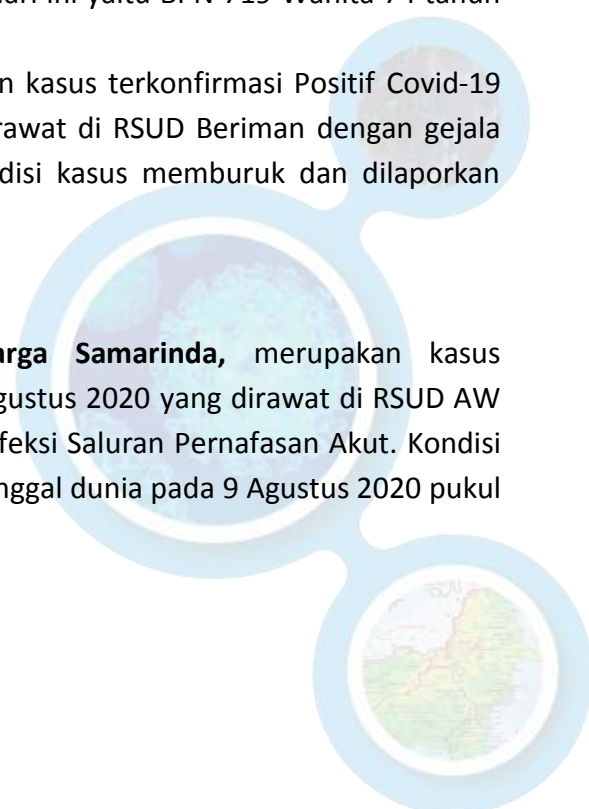 ari ini yaitu BPN Wanita tahun
n kasus terkonfirmasi Positif Covid-19
rawat di RSUD Beriman dengan gejala
disi kasus memburuk dan dilaporkan
arga Samarinda, merupakan kasus
gustus 2020 yang dirawat di RSUD AW
feksi Saluran Pernafasan Akut. Kondisi
nggal dunia pada 9 Agustus 2020 pukul